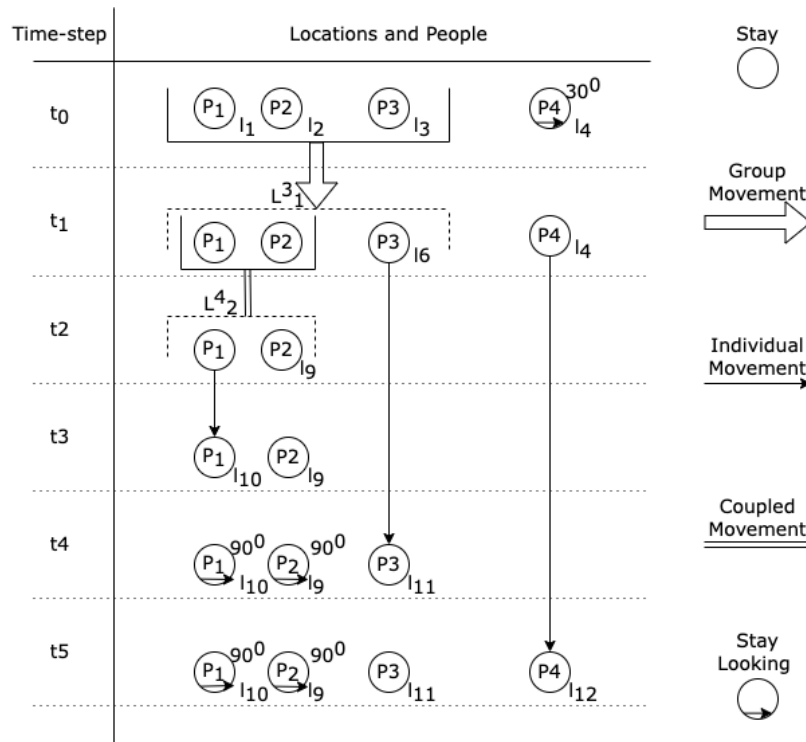 Time-step Locations and People Stay
t0 P1 l1 P2 l2 P3 l3 P4 30⁰ l4
Group
Movement
L³1
t1 P1 P2 P3 l6 P4 l4
L⁴2
t2 P1 P2 l9
Individual
Movement
t3 P1 l10 P2 l9
Coupled
Movement
t4 P1 90⁰ l10 P2 90⁰ l9 P3 l11
Stay
Looking
t5 P1 90⁰ l10 P2 90⁰ l9 P3 l11 P4 l12